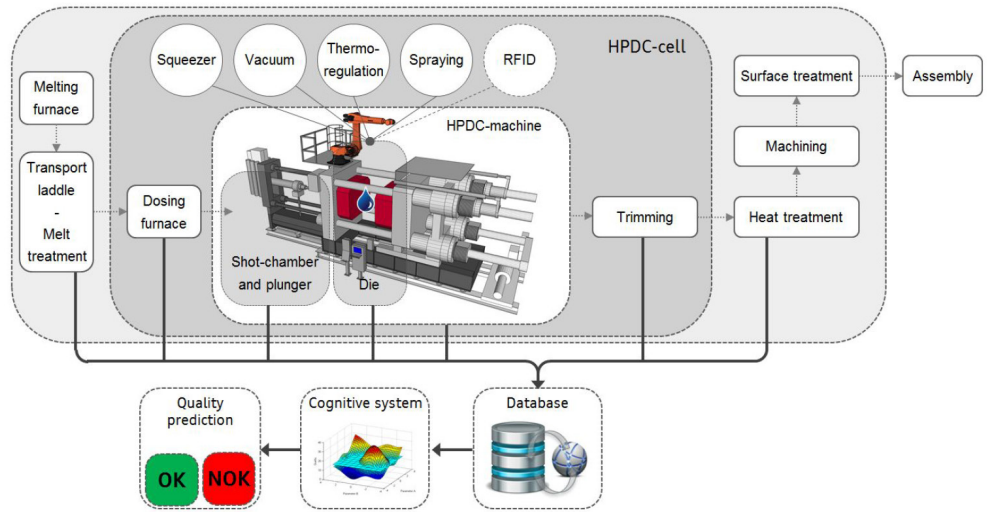 HPDC-cell
Squeezer
Vacuum
Thermo-
regulation
Spraying
RFID
Melting
furnace
Transport
laddle
-
Melt
treatment
Dosing
furnace
HPDC-machine
Shot-chamber
and plunger
Die
Trimming
Surface treatment
Assembly
Machining
Heat treatment
Quality
prediction
OK
NOK
Cognitive system
Database